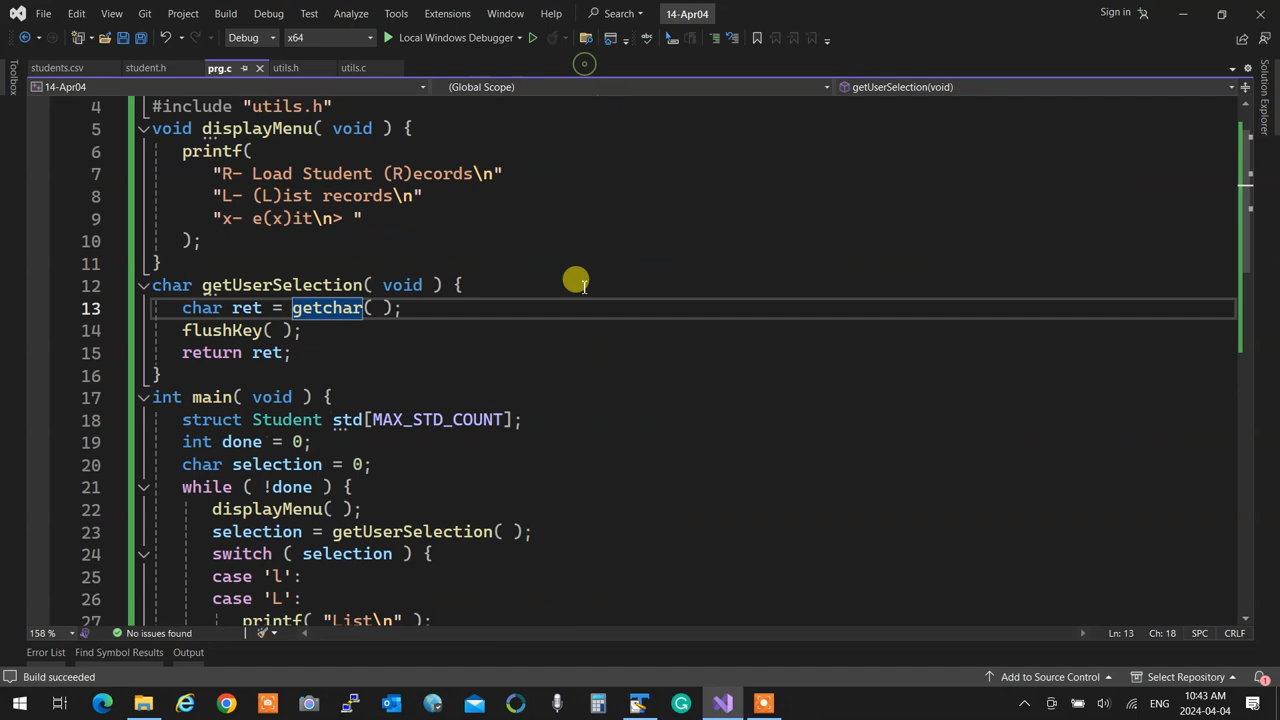 File Edit View Git Project Build Debug Test Analyze Tools Extensions Window Help Search 14-Apr04 Sign in
Debug x64 Local Windows Debugger
students.csv student.h prg.c utils.h utils.c
Toolbox
Solution Explorer
14-Apr04 (Global Scope) getUserSelection(void)
4 #include "utils.h"
5 void displayMenu( void ) {
6 printf(
7 "R- Load Student (R)ecords\n"
8 "L- (L)ist records\n"
9 "x- e(x)it\n> "
10 );
11 }
12 char getUserSelection( void ) {
13 char ret = getchar( );
14 flushKey( );
15 return ret;
16 }
17 int main( void ) {
18 struct Student std[MAX_STD_COUNT];
19 int done = 0;
20 char selection = 0;
21 while ( !done ) {
22 displayMenu( );
23 selection = getUserSelection( );
24 switch ( selection ) {
25 case 'l':
26 case 'L':
27 printf( "List\n" );
158 % No issues found Ln: 13 Ch: 18 SPC CRLF
Error List Find Symbol Results Output
Build succeeded Add to Source Control Select Repository 1
ENG 10:43 AM
2024-04-04